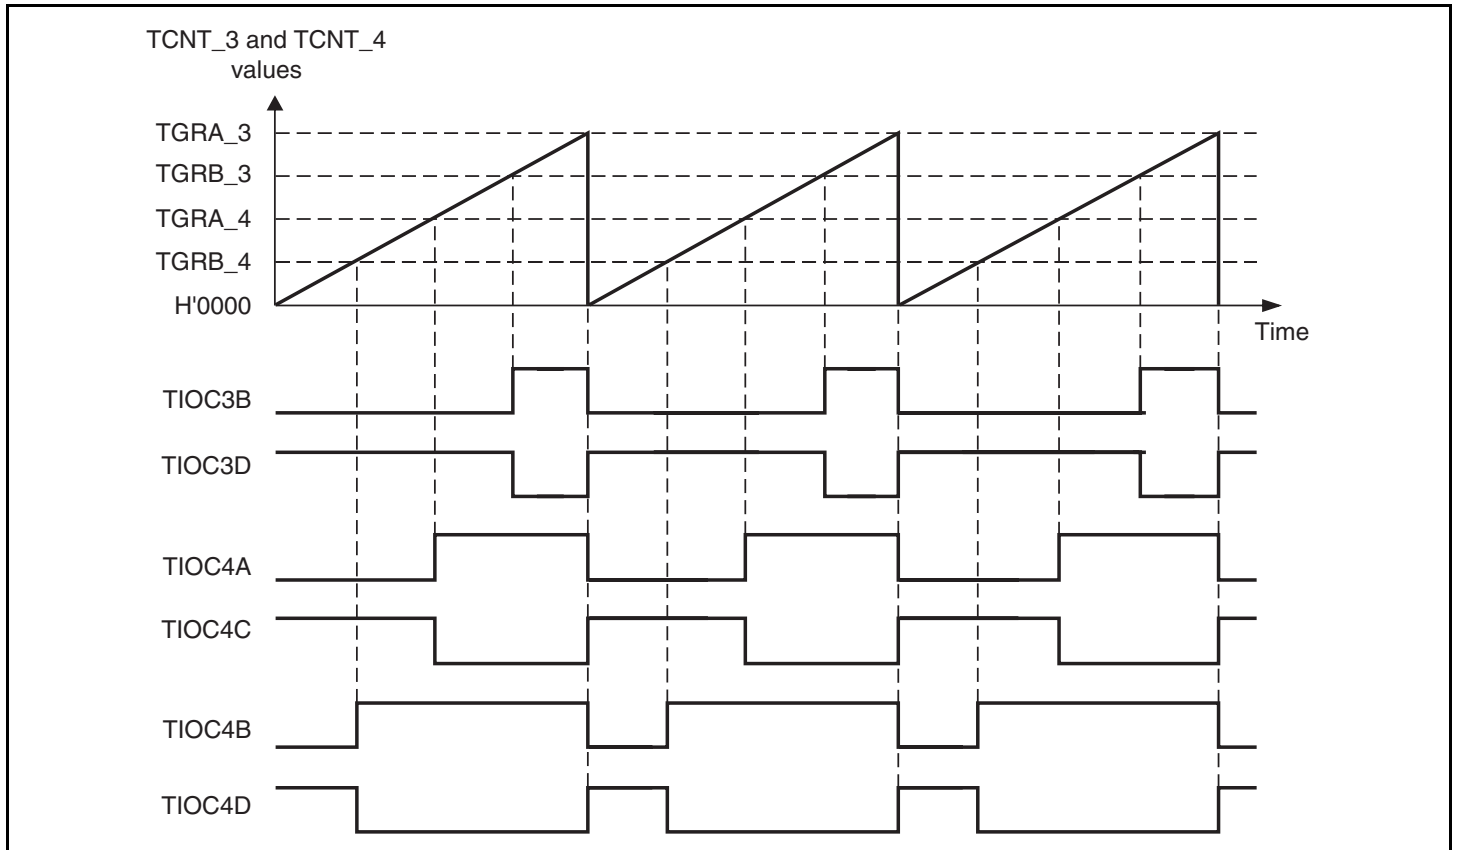 TCNT_3 and TCNT_4
values
TGRA_3
TGRB_3
TGRA_4
TGRB_4
H'0000
Time
TIOC3B
TIOC3D
TIOC4A
TIOC4C
TIOC4B
TIOC4D